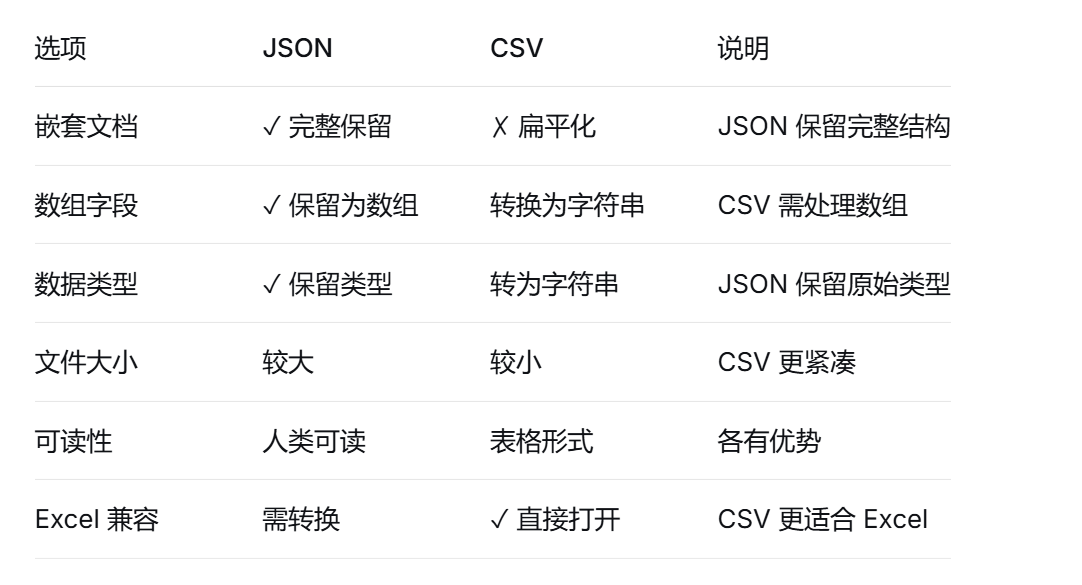 选项 JSON CSV 说明
嵌套文档 ✓ 完整保留 ✗ 扁平化 JSON 保留完整结构
数组字段 ✓ 保留为数组 转换为字符串 CSV 需处理数组
数据类型 ✓ 保留类型 转为字符串 JSON 保留原始类型
文件大小 较大 较小 CSV 更紧凑
可读性 人类可读 表格形式 各有优势
Excel 兼容 需转换 ✓ 直接打开 CSV 更适合 Excel